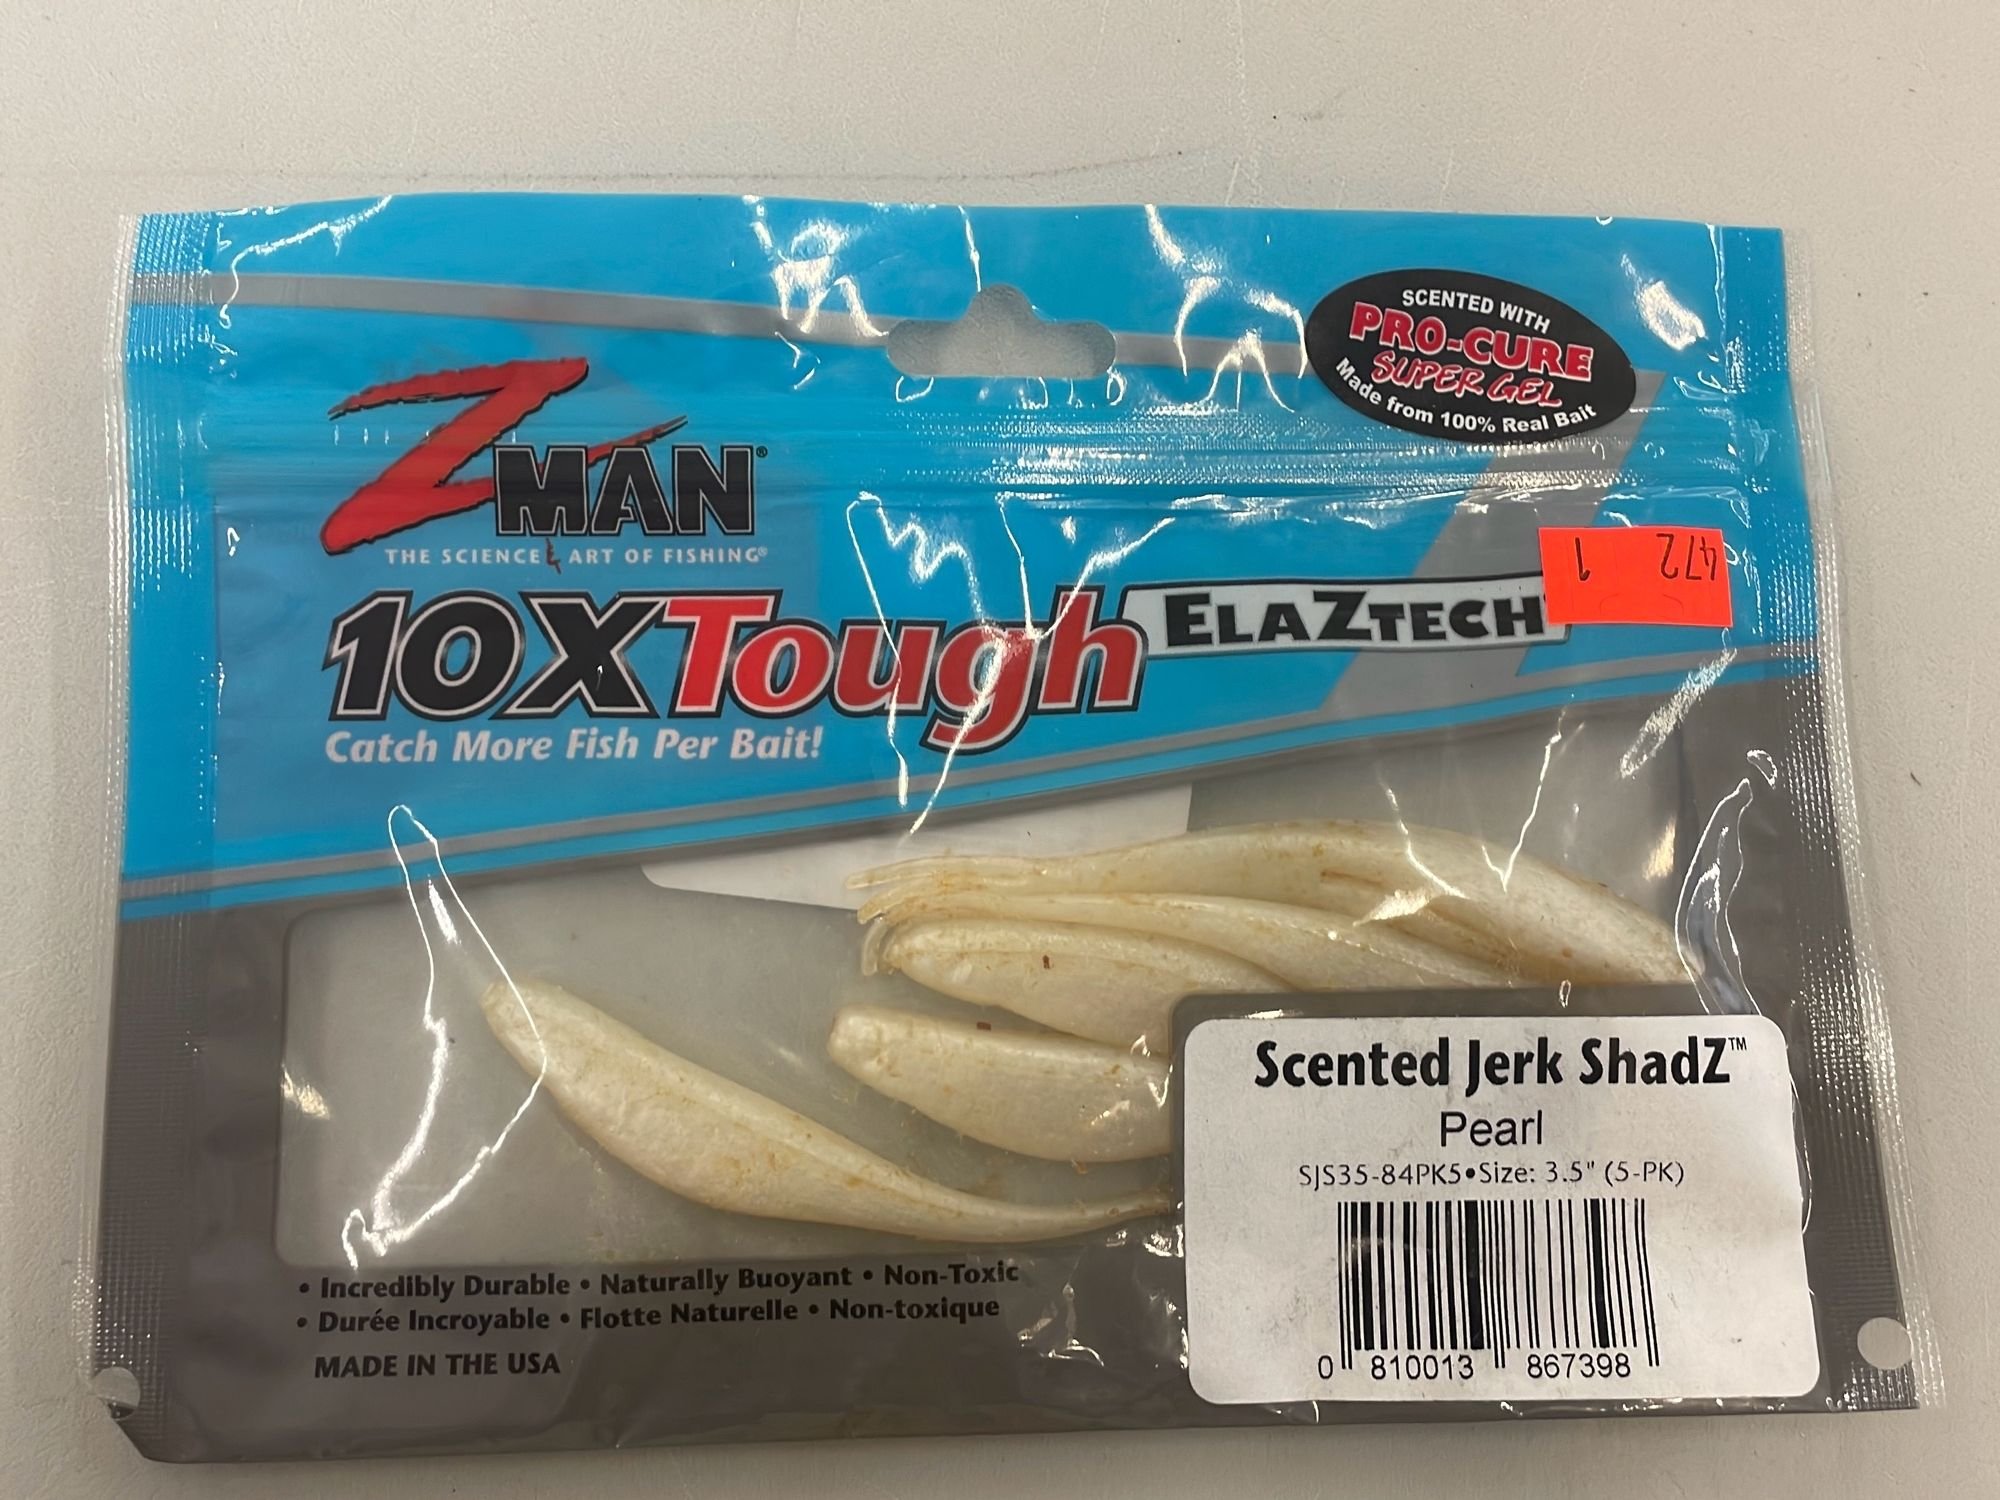 SCENTED WITH
PRO-CURE
SUPER GEL
Made from 100% Real Bait
ZMAN®
THE SCIENCE & ART OF FISHING®
472 1
10XTough ELAZTECH
Catch More Fish Per Bait!
Scented Jerk ShadZ™
Pearl
SJS35-84PK5•Size: 3.5" (5-PK)
0 810013 867398
• Incredibly Durable • Naturally Buoyant • Non-Toxic
• Durée Incroyable • Flotte Naturelle • Non-toxique
MADE IN THE USA